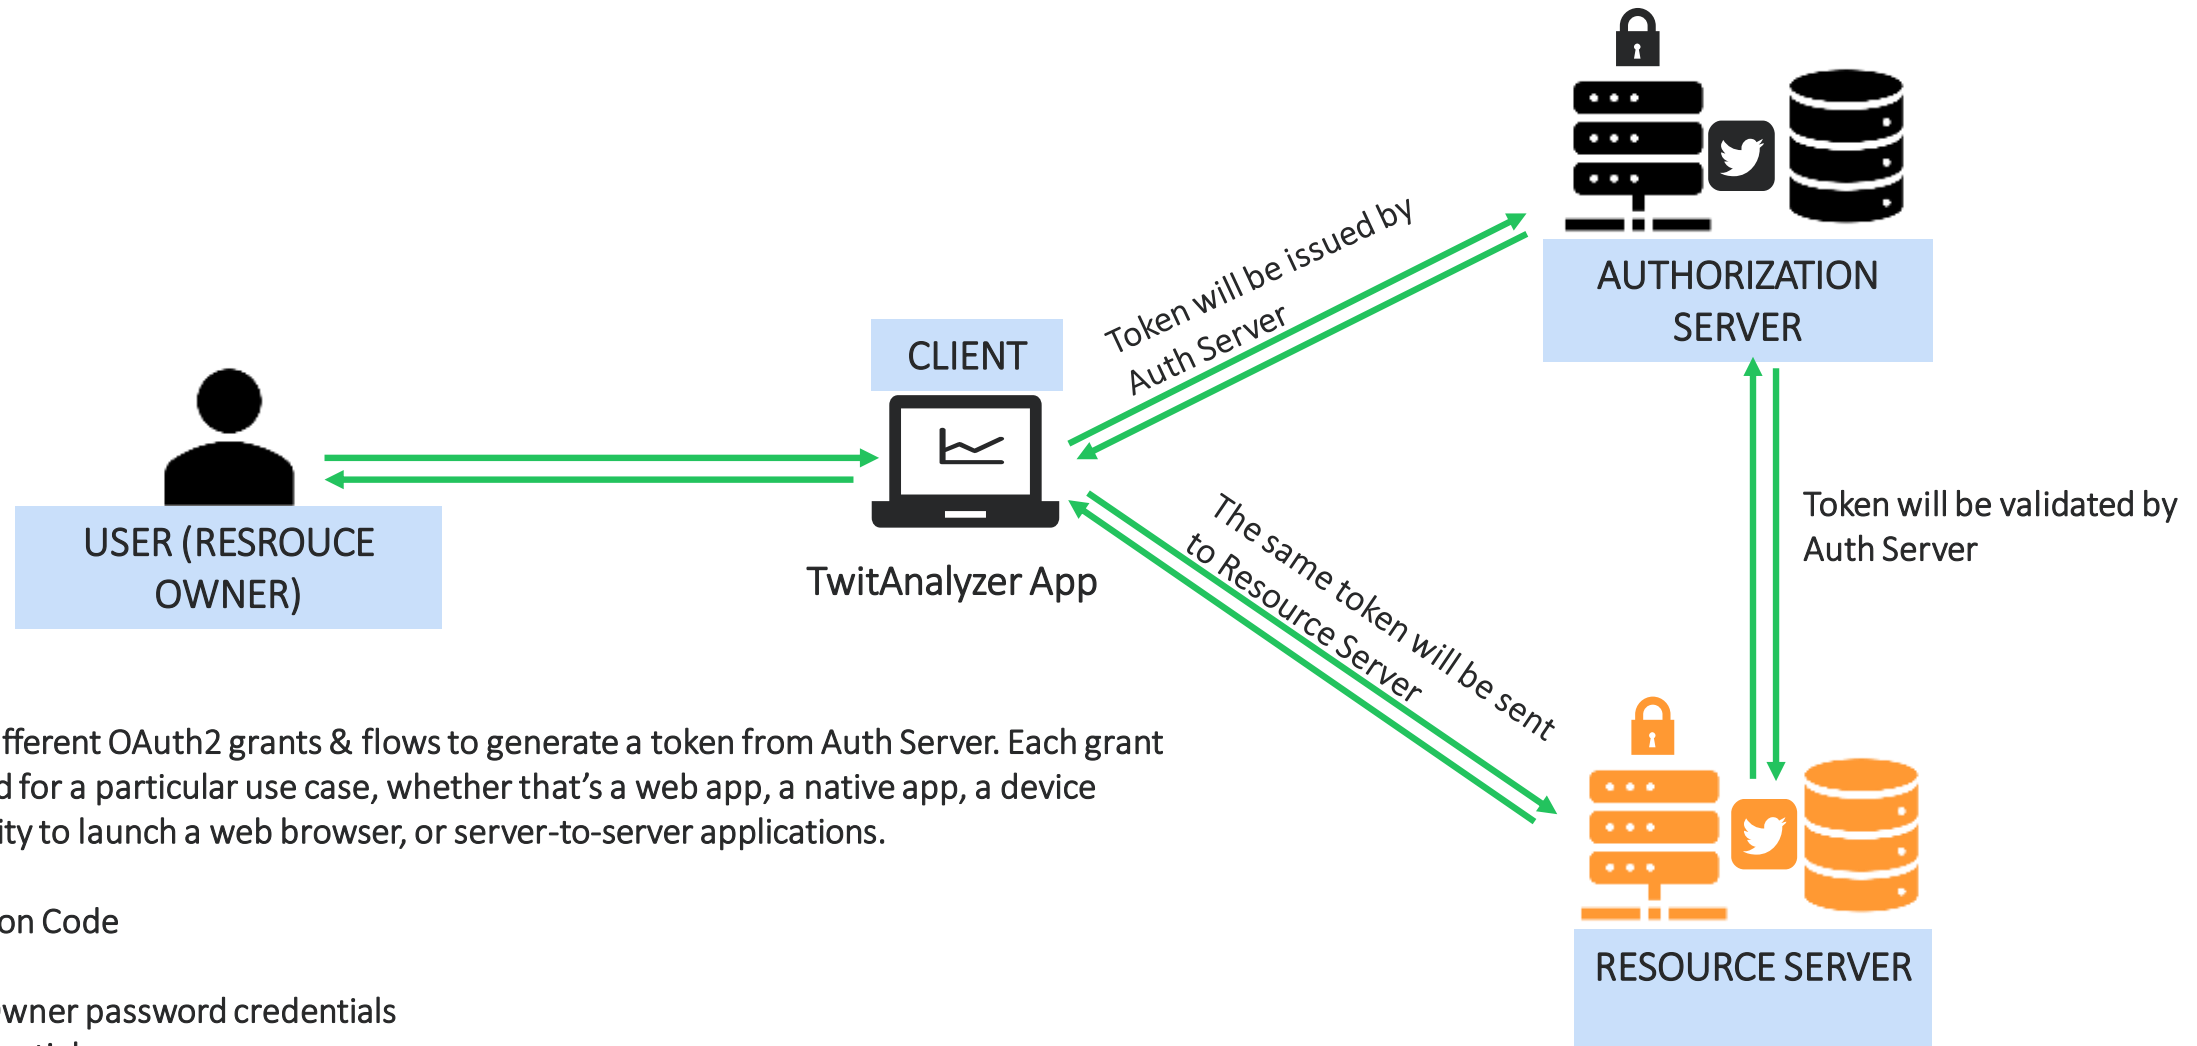 AUTHORIZATION
SERVER
Token will be issued by
Auth Server
CLIENT
USER (RESROUCE
OWNER)
TwitAnalyzer App
The same token will be sent
to Resource Server
Token will be validated by
Auth Server
fferent OAuth2 grants & flows to generate a token from Auth Server. Each grant
d for a particular use case, whether that’s a web app, a native app, a device
ity to launch a web browser, or server-to-server applications.
on Code
wner password credentials
RESOURCE SERVER